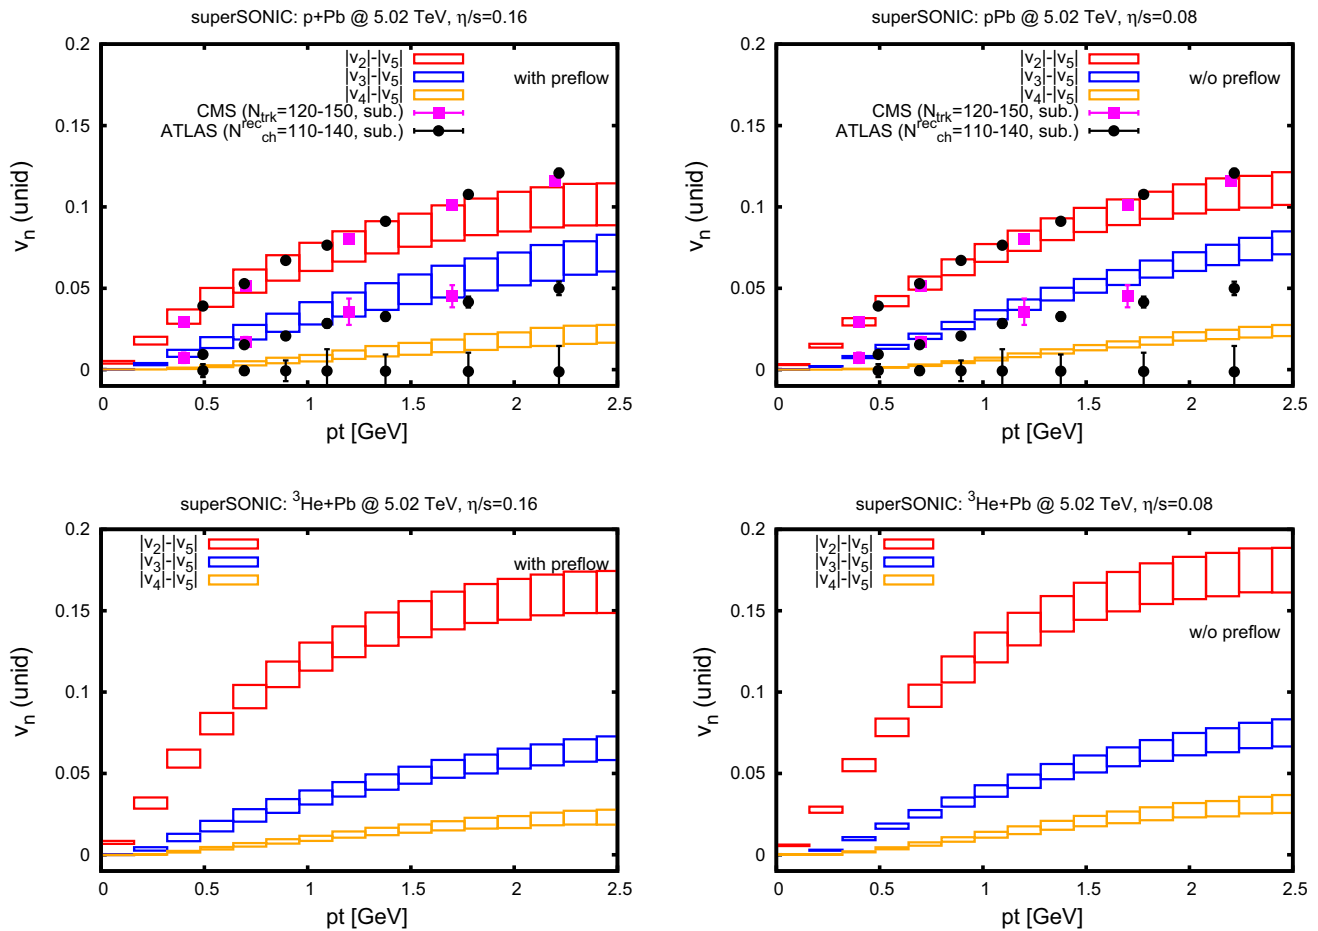 superSONIC: p+Pb @ 5.02 TeV, η/s=0.16
0.2
|v2|-|v5|
|v3|-|v5|
with preflow
|v4|-|v5|
CMS (Ntrk=120-150, sub.)
ATLAS (N^rec_ch=110-140, sub.)
0.15
0.1
0.05
0
vn (unid)
0 0.5 1 1.5 2 2.5
pt [GeV]
superSONIC: pPb @ 5.02 TeV, η/s=0.08
0.2
|v2|-|v5|
|v3|-|v5|
w/o preflow
|v4|-|v5|
CMS (Ntrk=120-150, sub.)
ATLAS (N^rec_ch=110-140, sub.)
0.15
0.1
0.05
0
vn (unid)
0 0.5 1 1.5 2 2.5
pt [GeV]
superSONIC: ³He+Pb @ 5.02 TeV, η/s=0.16
0.2
|v2|-|v5|
|v3|-|v5|
with preflow
|v4|-|v5|
0.15
0.1
0.05
0
vn (unid)
0 0.5 1 1.5 2 2.5
pt [GeV]
superSONIC: ³He+Pb @ 5.02 TeV, η/s=0.08
0.2
|v2|-|v5|
|v3|-|v5|
|v4|-|v5|
w/o preflow
0.15
0.1
0.05
0
vn (unid)
0 0.5 1 1.5 2 2.5
pt [GeV]